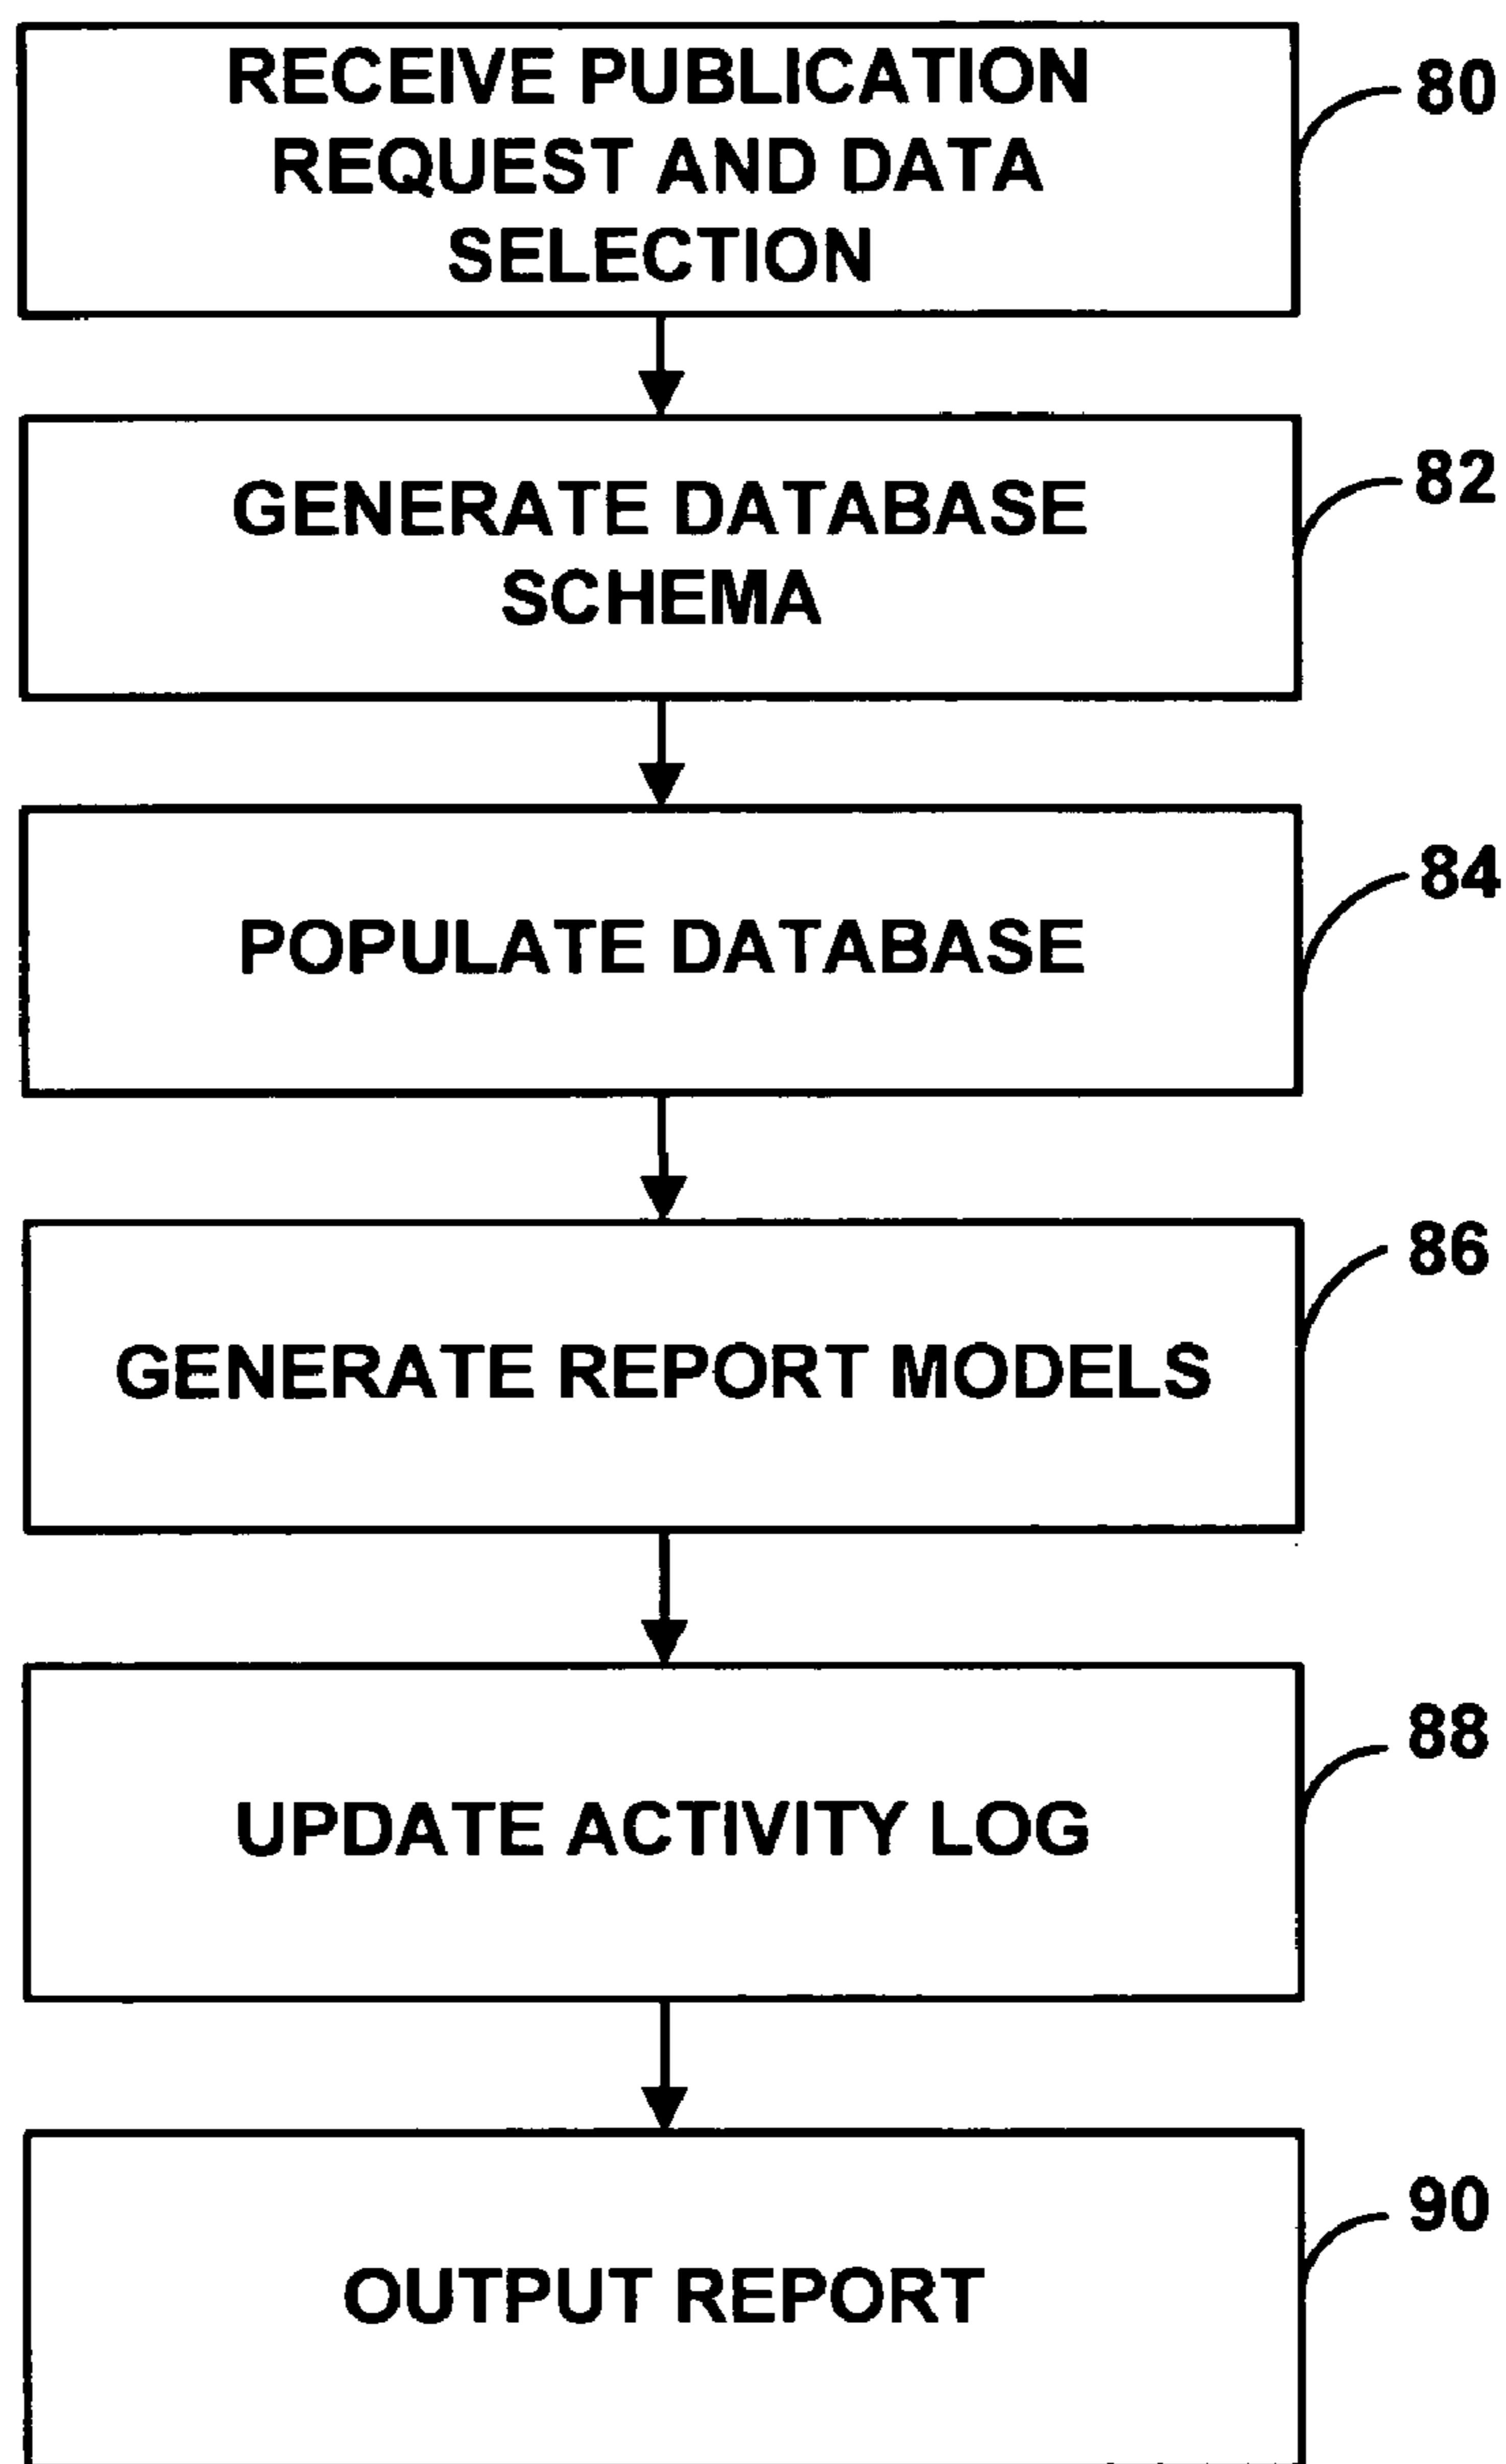 RECEIVE PUBLICATION
REQUEST AND DATA
SELECTION
80
GENERATE DATABASE
SCHEMA
82
POPULATE DATABASE
84
GENERATE REPORT MODELS
86
UPDATE ACTIVITY LOG
88
OUTPUT REPORT
90